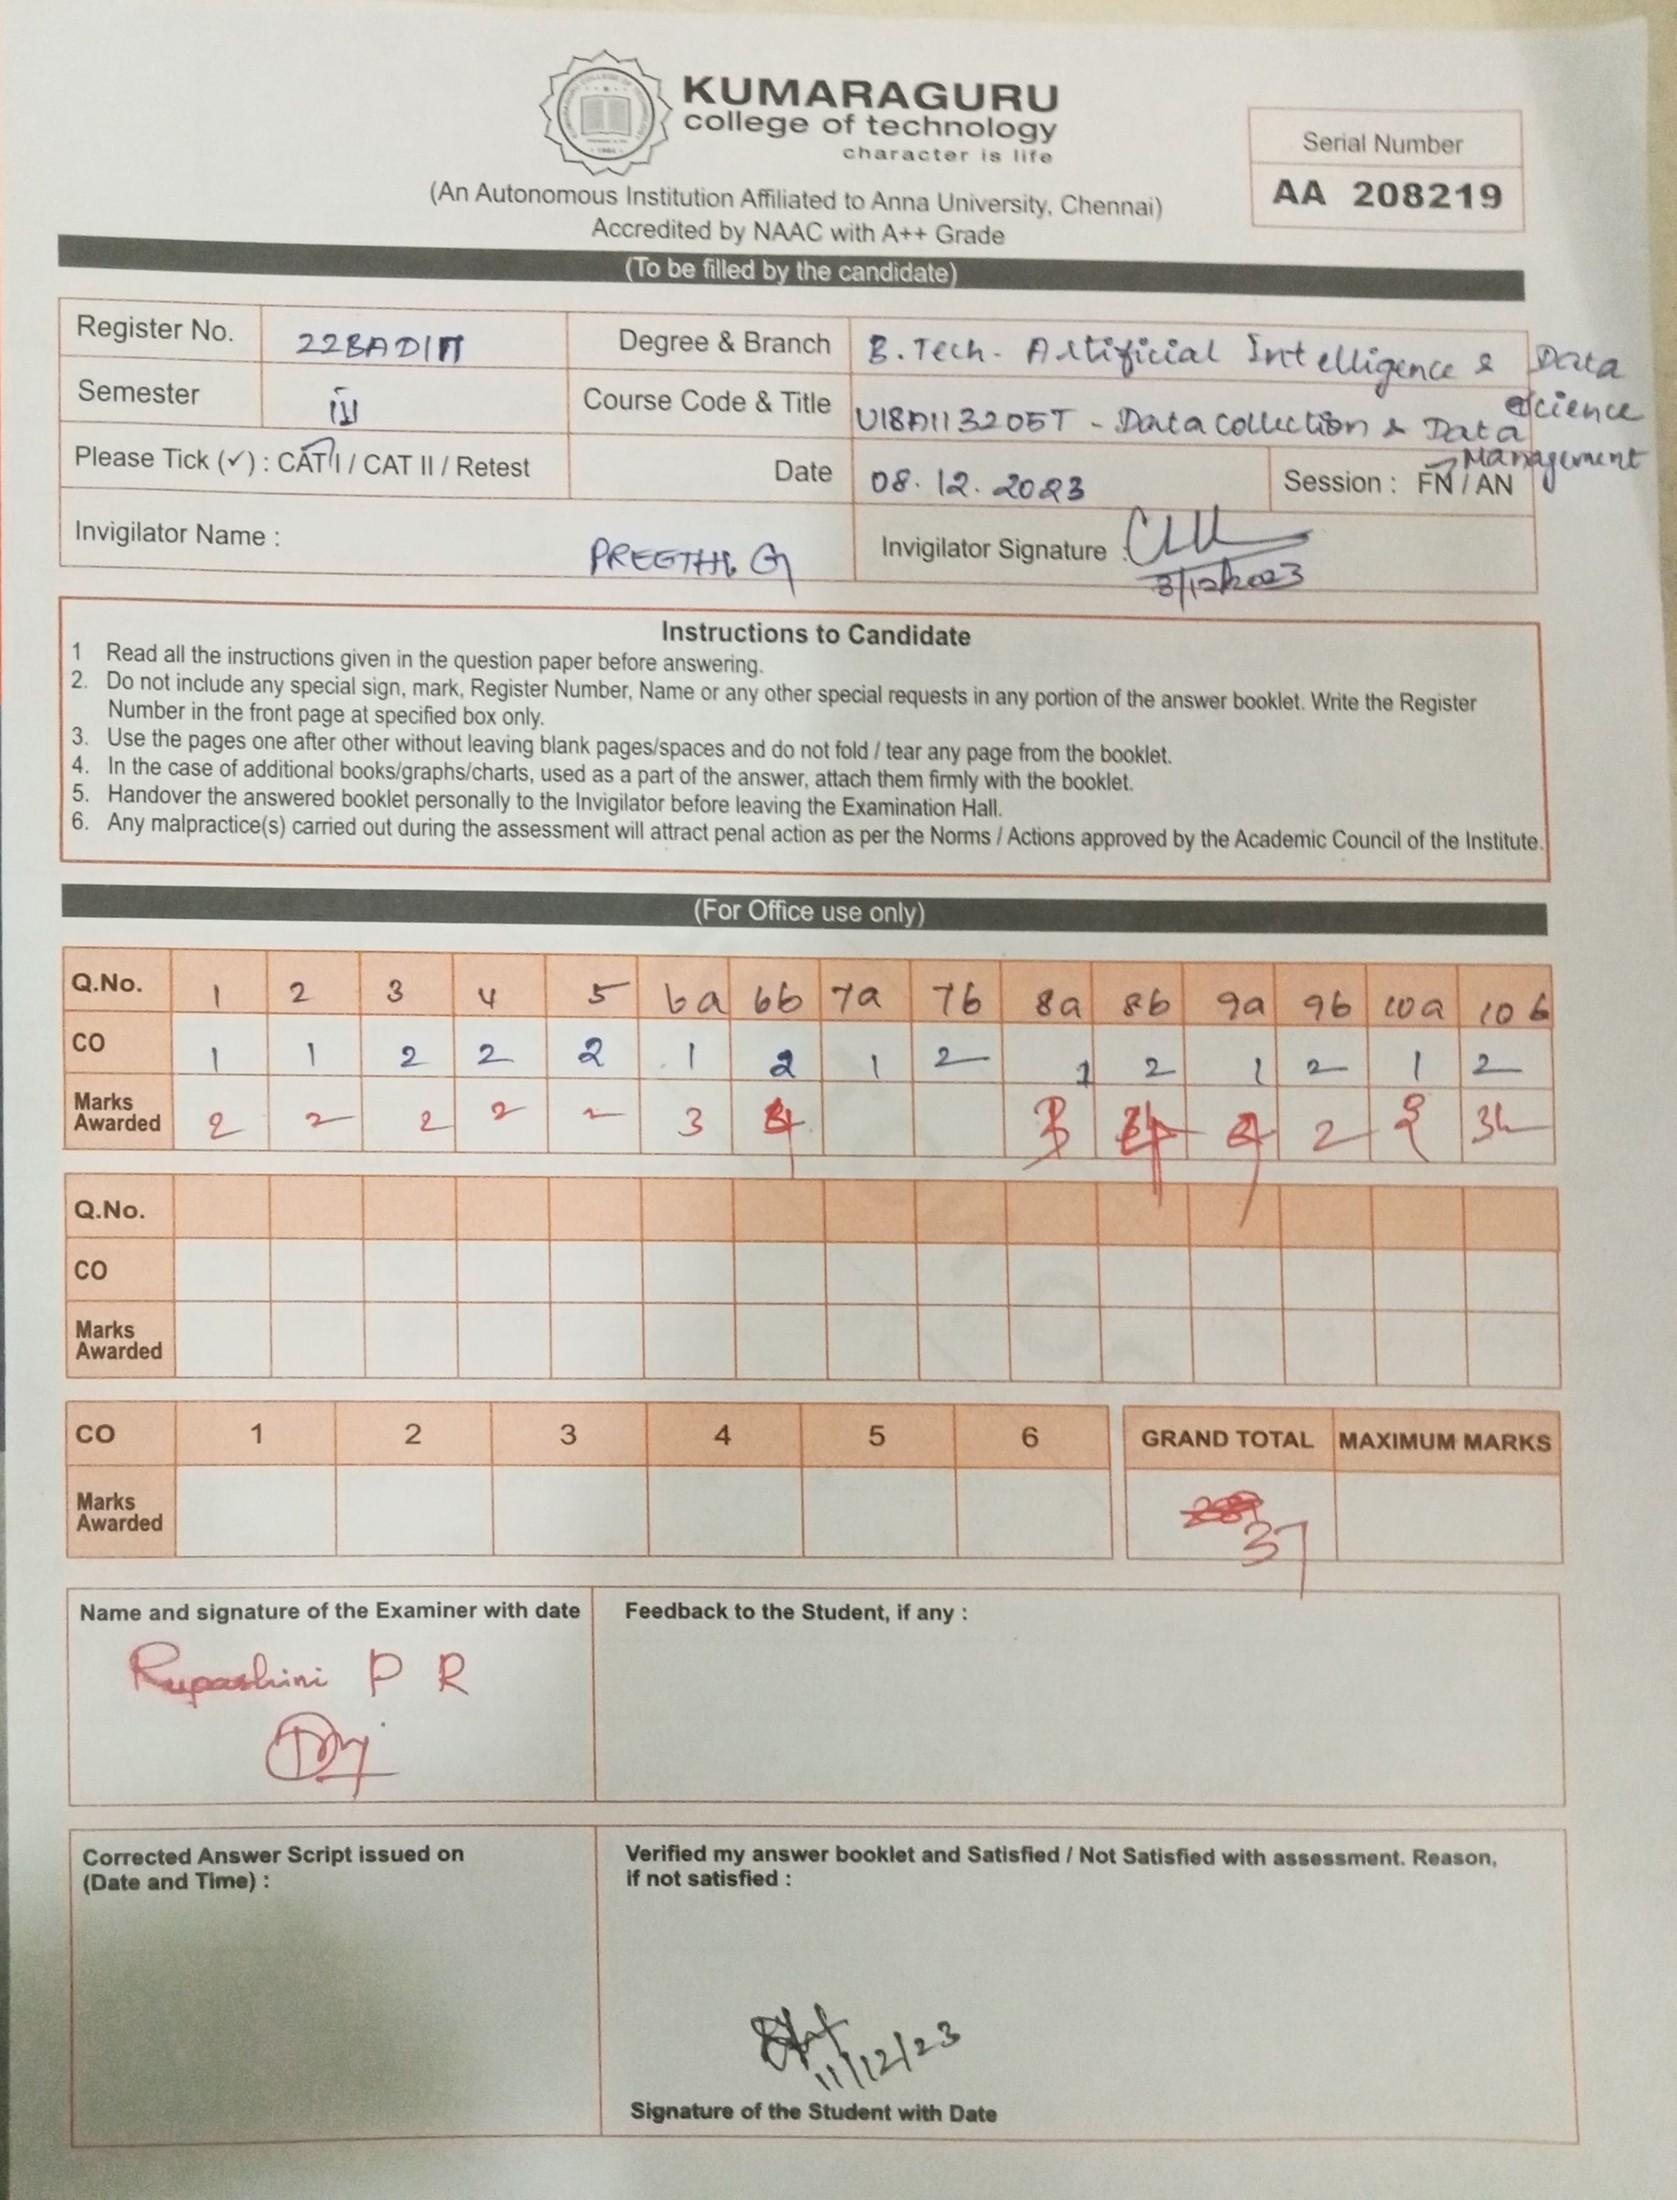 KUMARAGURU
college of technology
character is life
(An Autonomous Institution Affiliated to Anna University, Chennai)
Accredited by NAAC with A++ Grade
Serial Number
AA 208219
(To be filled by the candidate)
Register No.
Degree & Branch B.Tech - Artificial Intelligence & Data Science
Semester III
Course Code & Title - Data Collection & Data Management
Please Tick (✓) : CAT I / CAT II / Retest
Date 08.12.2023
Session : FN / AN
Invigilator Name : PREETHI. G
Invigilator Signature :
Instructions to Candidate
1 Read all the instructions given in the question paper before answering.
2. Do not include any special sign, mark, Register Number, Name or any other special requests in any portion of the answer booklet. Write the Register
Number in the front page at specified box only.
3. Use the pages one after other without leaving blank pages/spaces and do not fold / tear any page from the booklet.
4. In the case of additional books/graphs/charts, used as a part of the answer, attach them firmly with the booklet.
5. Handover the answered booklet personally to the Invigilator before leaving the Examination Hall.
6. Any malpractice(s) carried out during the assessment will attract penal action as per the Norms / Actions approved by the Academic Council of the Institute.
(For Office use only)
Q.No. 1 2 3 4 5 6a 6b 7a 7b 8a 8b 9a 9b 10a 10b
CO 1 1 2 2 2 1 2 1 2 1 2 1 2 1 2
Marks
Awarded 2 2 2 2 2 3 2
Q.No.
CO
Marks
Awarded
CO 1 2 3 4 5 6
GRAND TOTAL MAXIMUM MARKS
Marks
Awarded
37
Name and signature of the Examiner with date
Rupashini P R
Feedback to the Student, if any :
Corrected Answer Script issued on
(Date and Time) :
Verified my answer booklet and Satisfied / Not Satisfied with assessment. Reason,
if not satisfied :
11/12/23
Signature of the Student with Date